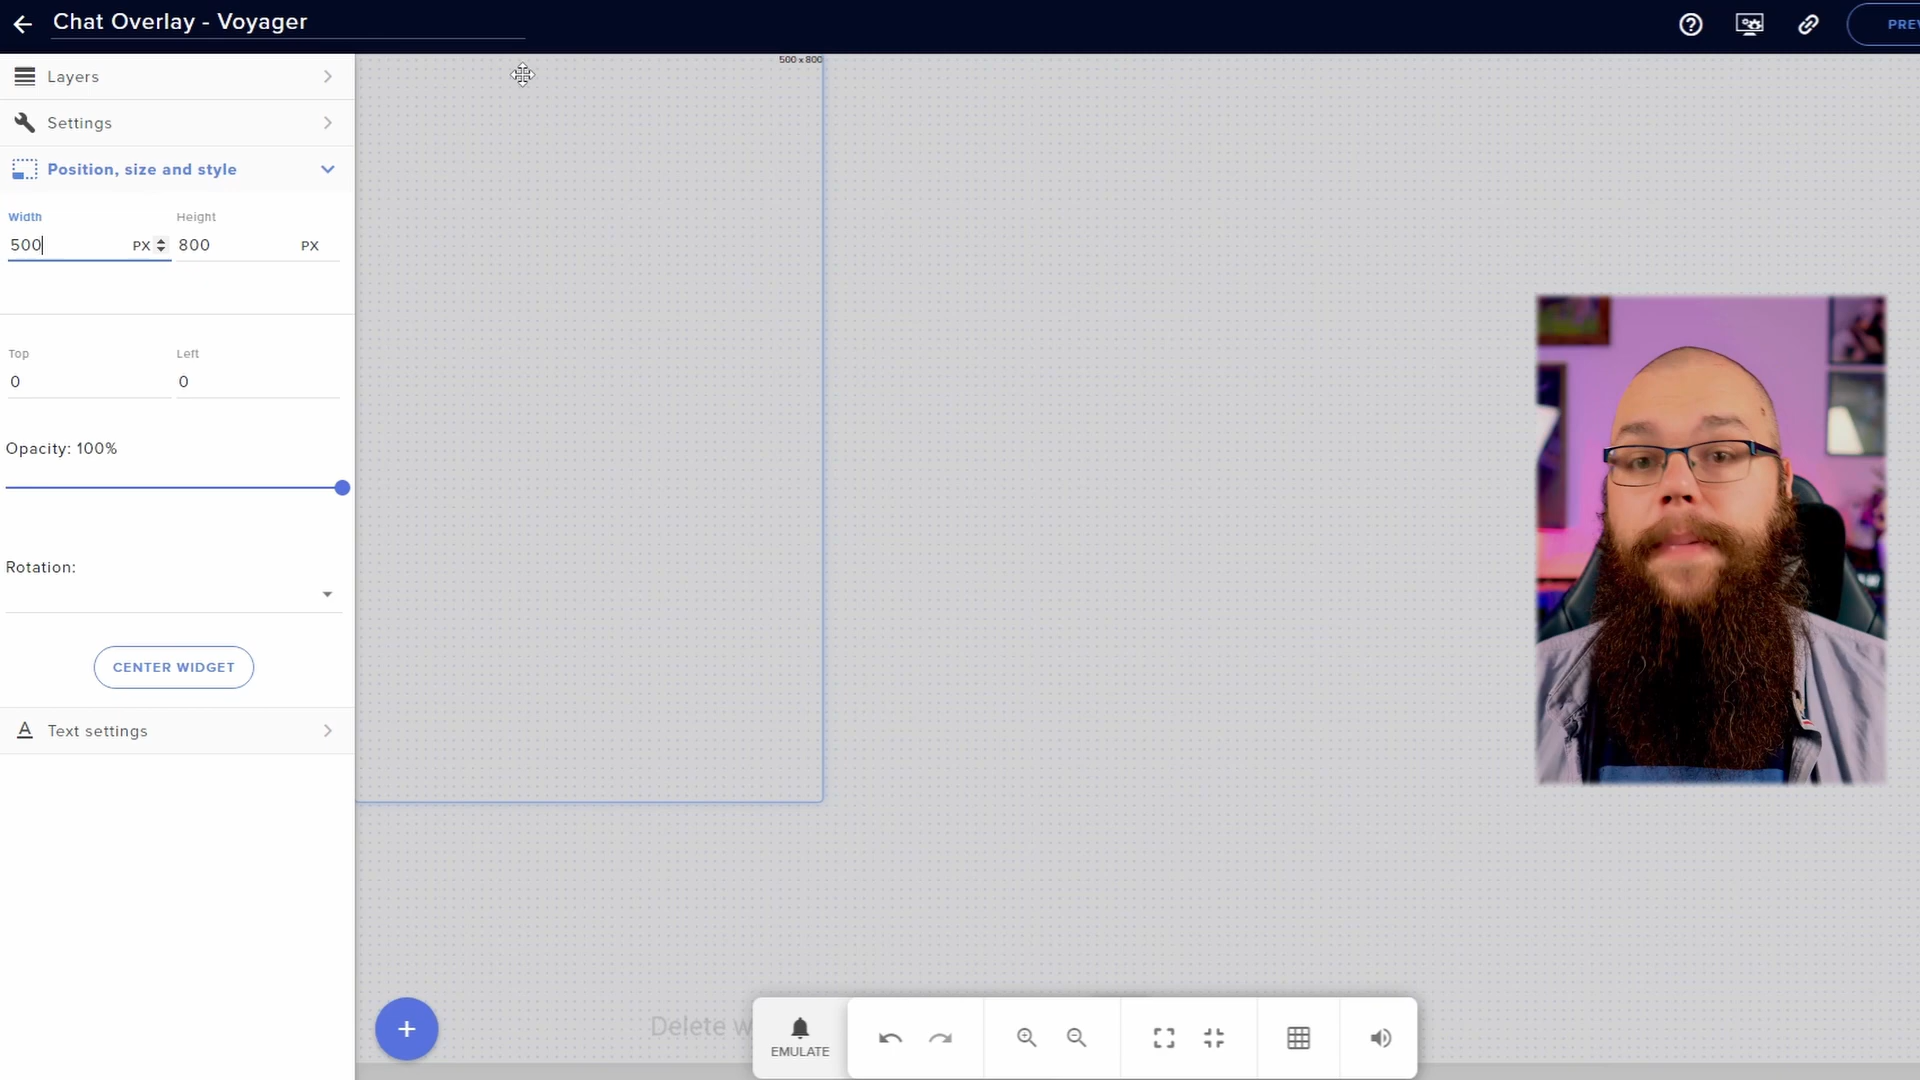 Chat Overlay - Voyager
PREV
Layers
500 x 800
Settings
Position, size and style
Width
Height
500
PX
800
PX
Top
Left
0
0
Opacity: 100%
Rotation:
CENTER WIDGET
Text settings
Delete w
EMULATE